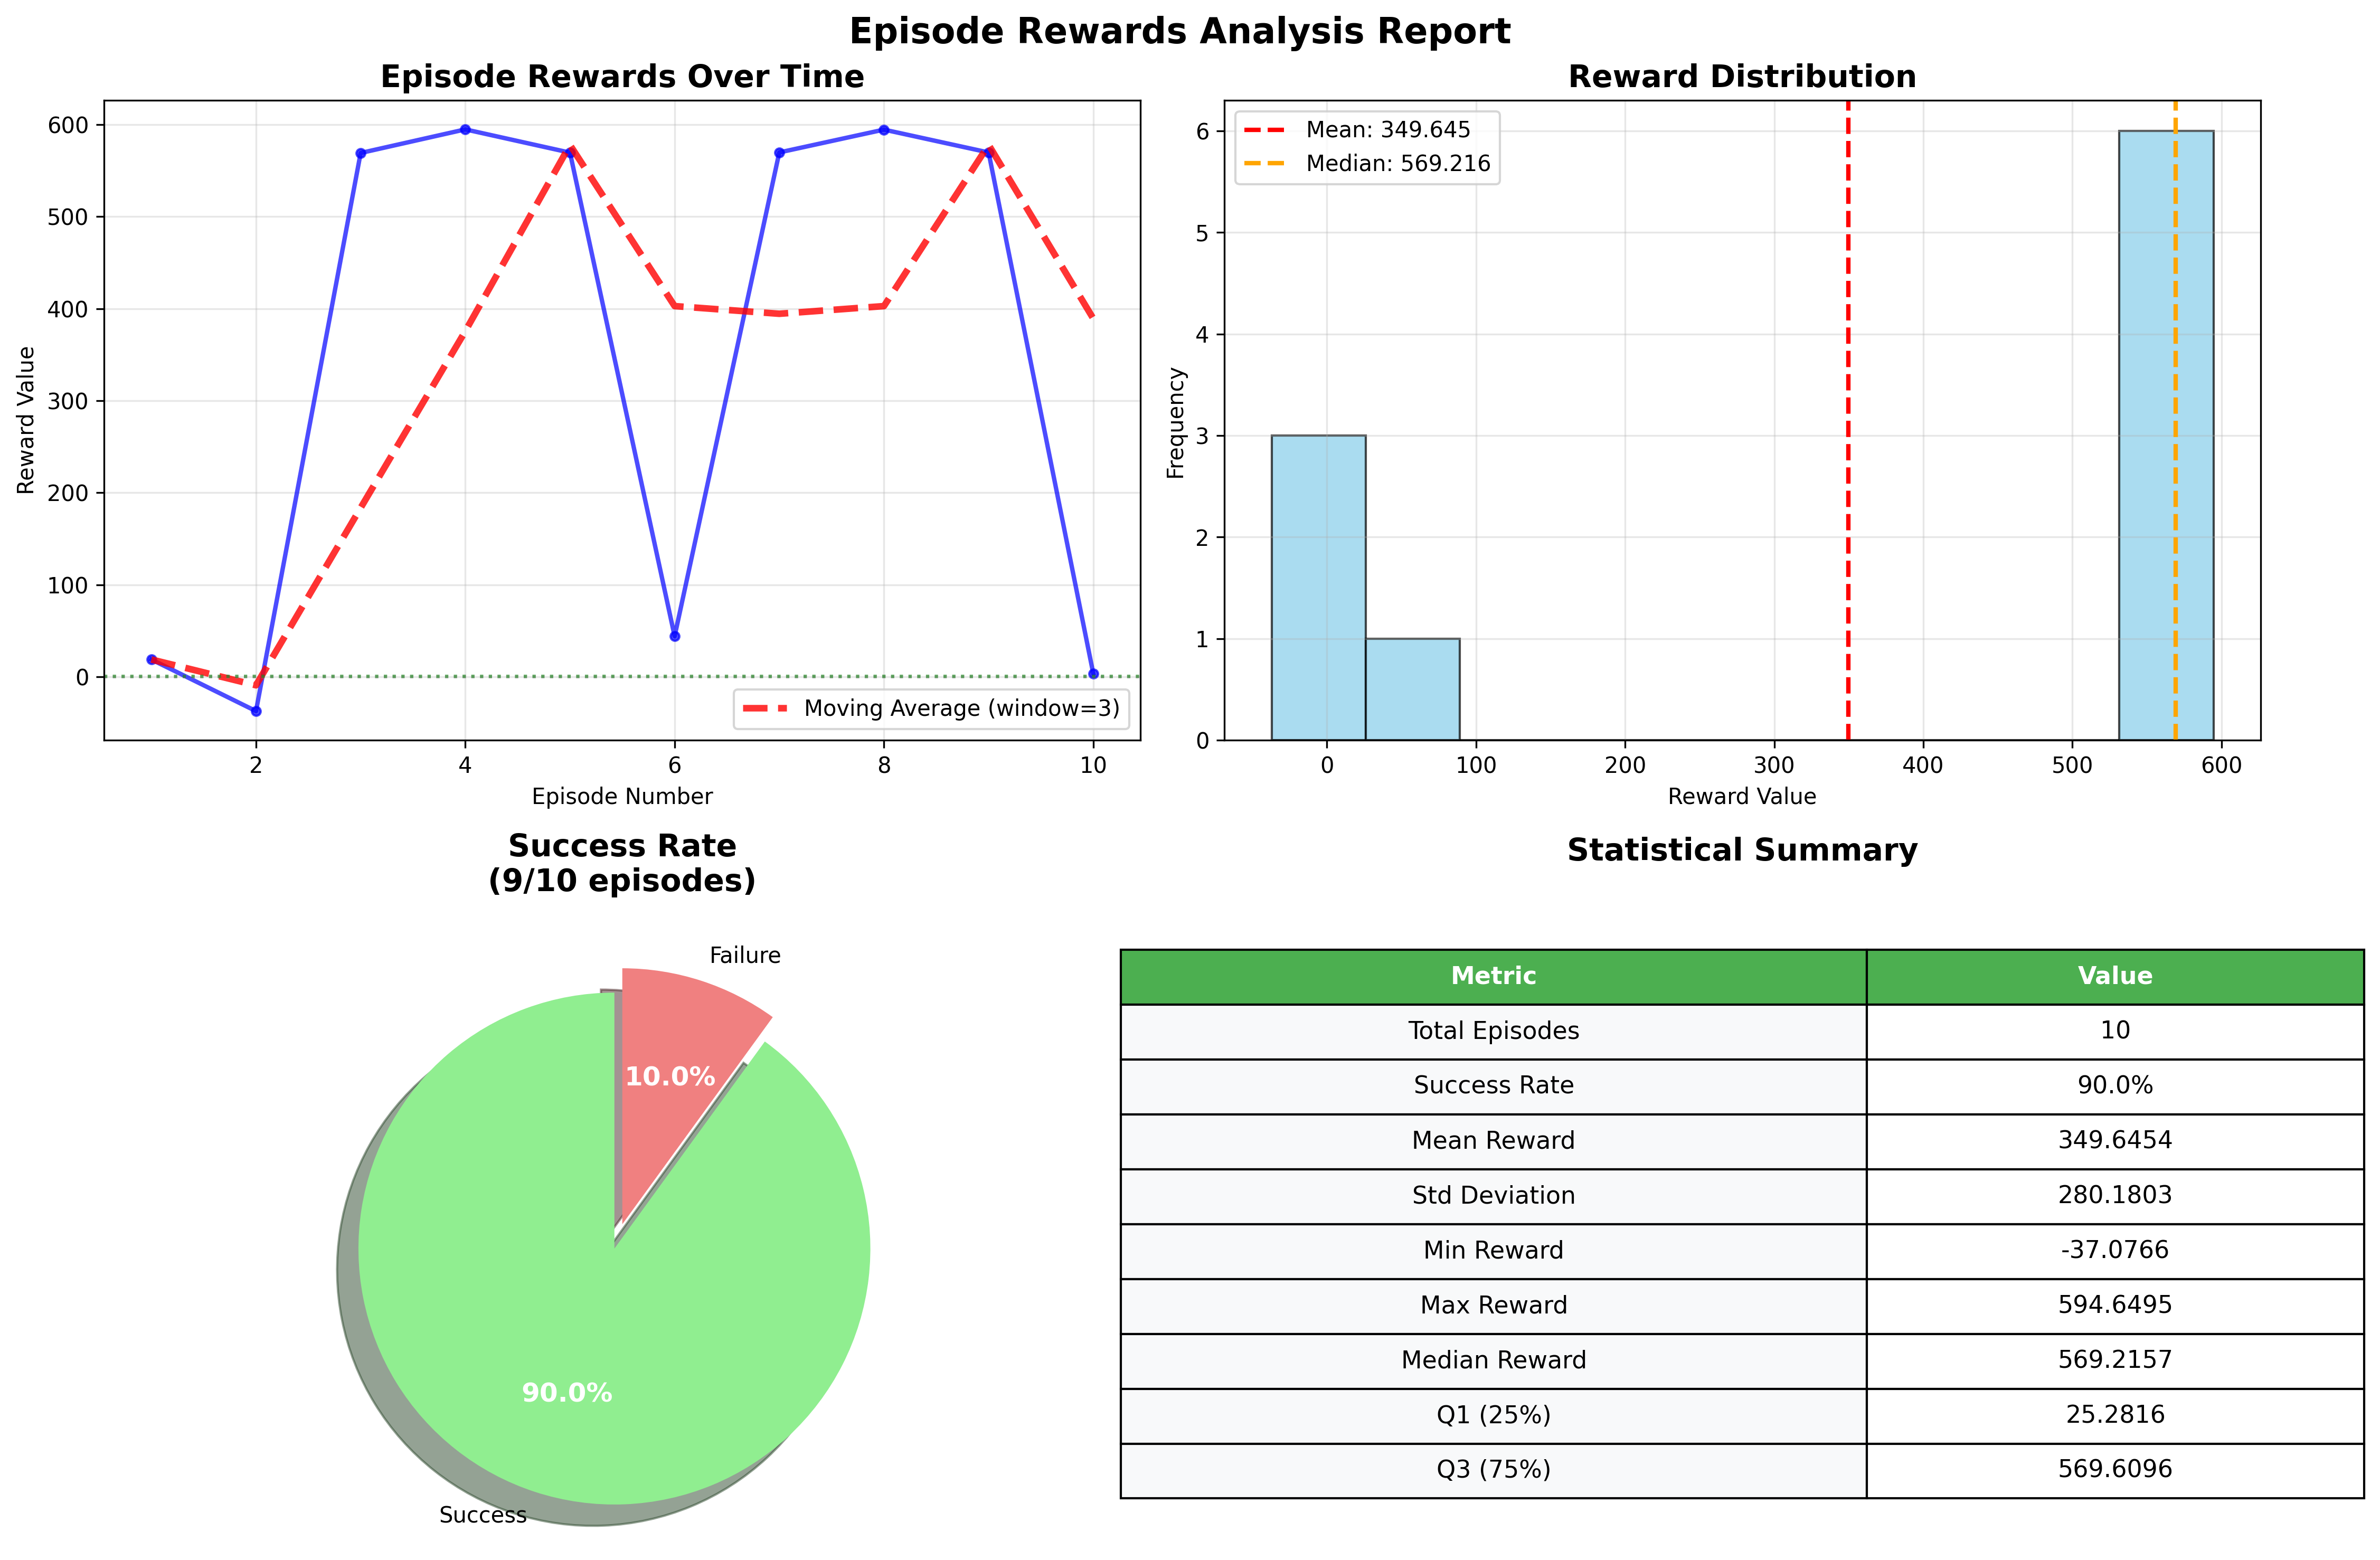 Episode Rewards Analysis Report
Episode Rewards Over Time
600
500
400
300
200
100
0
Reward Value
2 4 6 8 10
Episode Number
Moving Average (window=3)
Reward Distribution
Mean: 349.645
Median: 569.216
6
5
4
3
2
1
0
Frequency
0 100 200 300 400 500 600
Reward Value
Success Rate
(9/10 episodes)
Failure
10.0%
90.0%
Success
Statistical Summary
Metric Value
Total Episodes 10
Success Rate 90.0%
Mean Reward 349.6454
Std Deviation 280.1803
Min Reward -37.0766
Max Reward 594.6495
Median Reward 569.2157
Q1 (25%) 25.2816
Q3 (75%) 569.6096